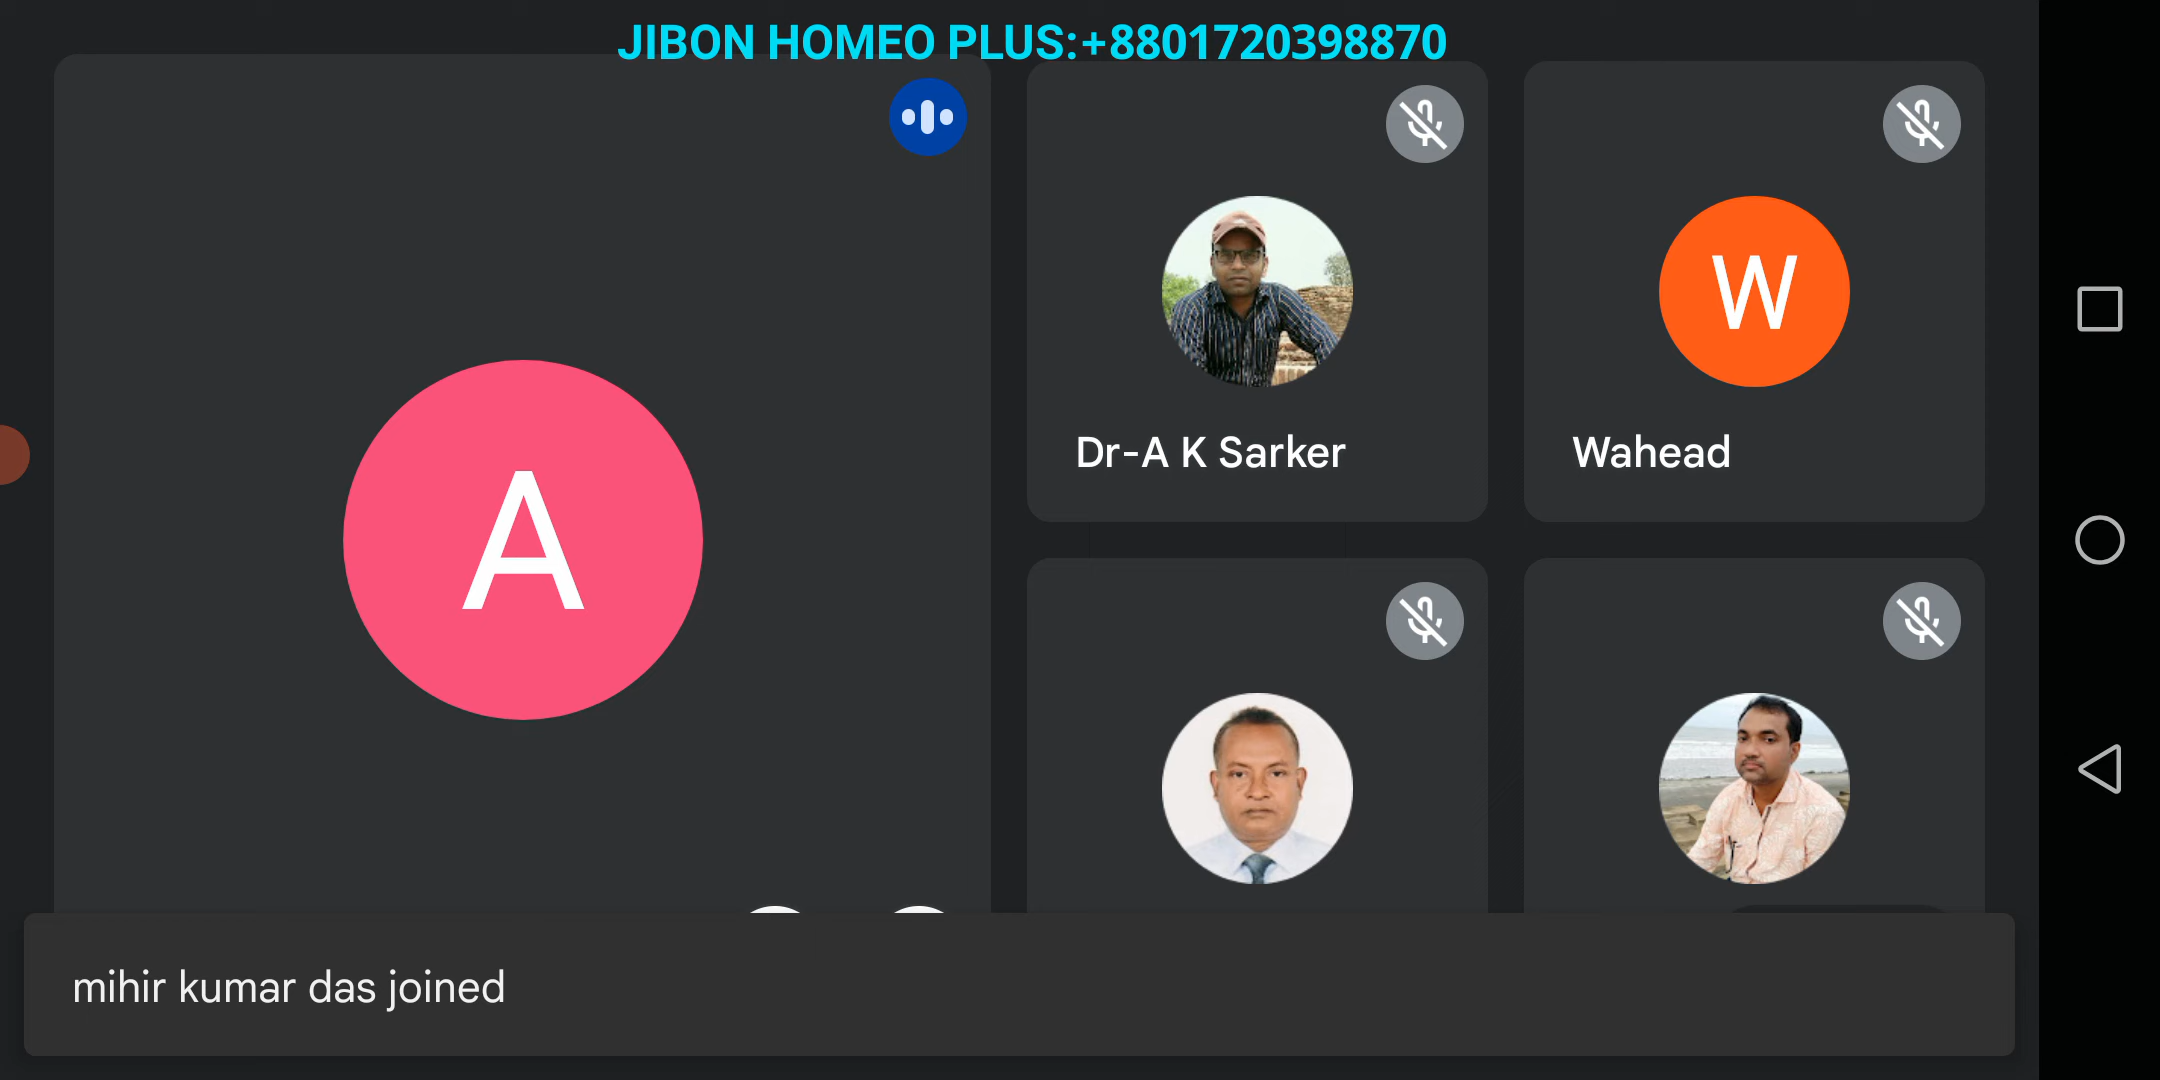 JIBON HOMEO PLUS:+8801720398870
A
Dr-A K Sarker
W
Wahead
mihir kumar das joined